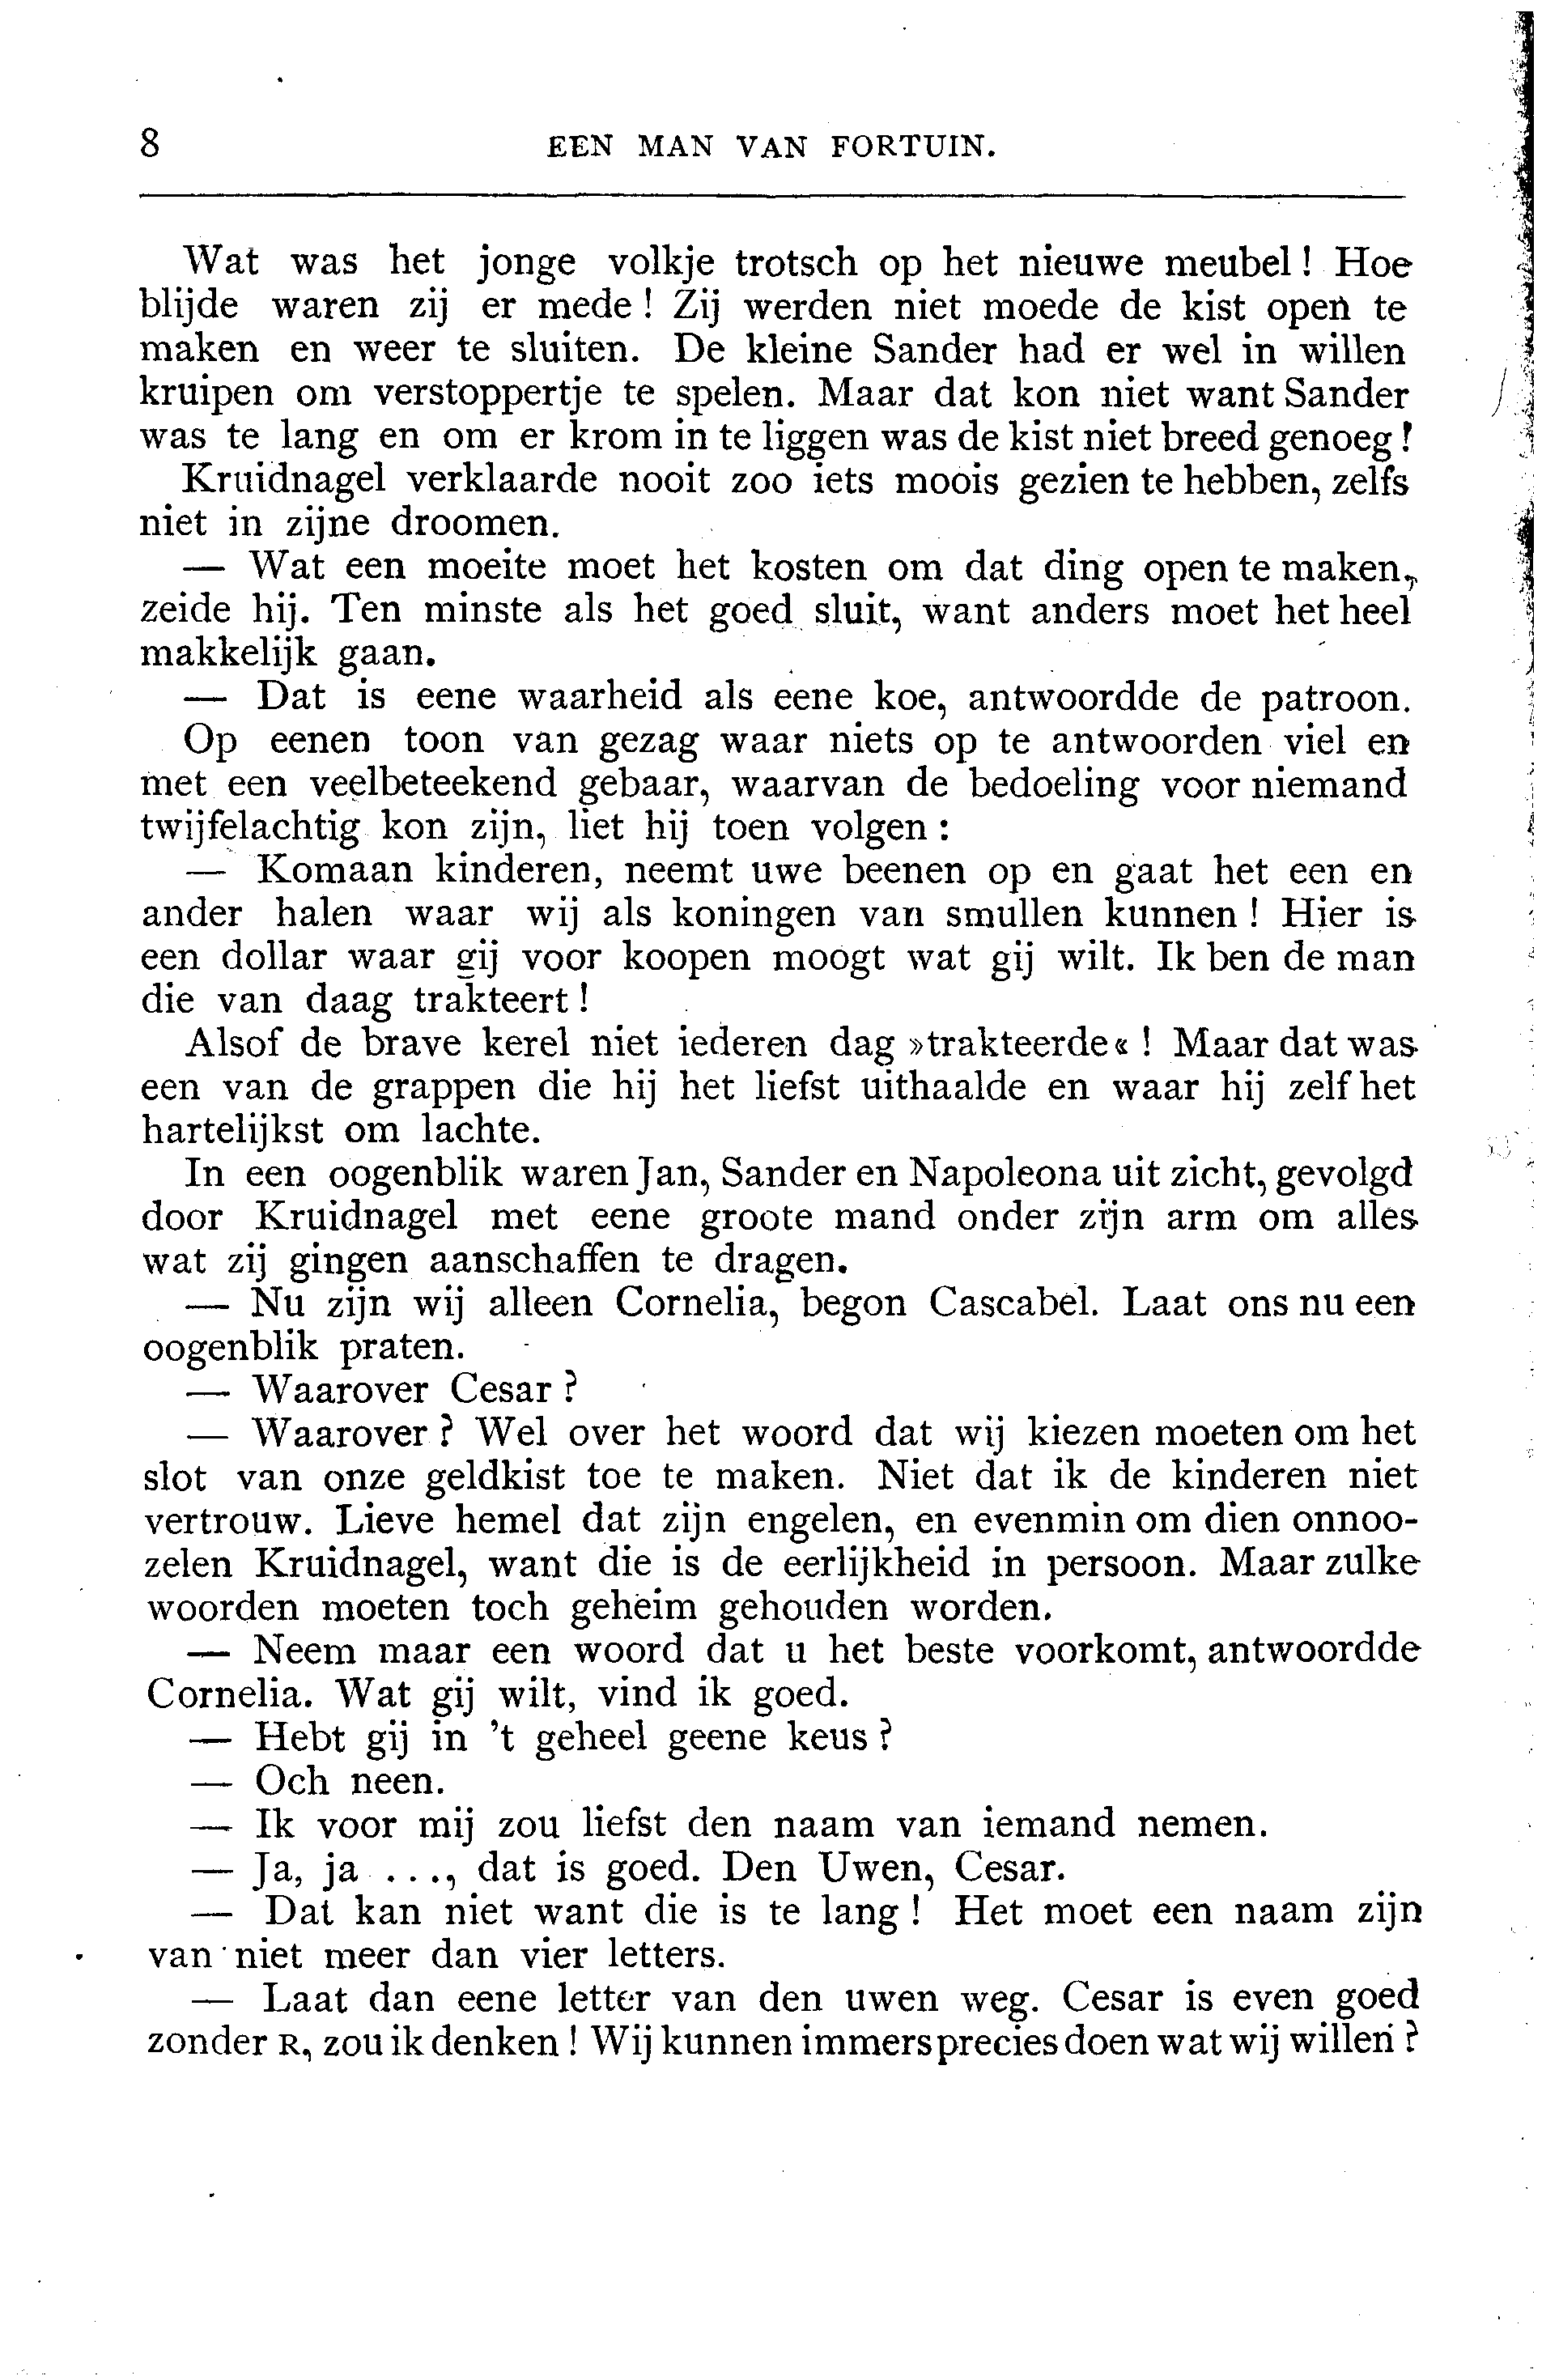 8
EEN MAN VAN FORTUIN.
Wat was het jonge volkje trotsch op het nieuwe meubel! Hoe
blijde waren zij er mede! Zij werden niet moede de kist open te
maken en weer te sluiten. De kleine Sander had er wel in willen
kruipen om verstoppertje te spelen. Maar dat kon niet want Sander
was te lang en om er krom in te liggen was de kist niet breed genoeg!
Kruidnagel verklaarde nooit zoo iets moois gezien te hebben, zelfs
niet in zijne droomen.
— Wat een moeite moet het kosten om dat ding open te maken,
zeide hij. Ten minste als het goed sluit, want anders moet het heel
makkelijk gaan.
— Dat is eene waarheid als eene koe, antwoordde de patroon.
Op eenen toon van gezag waar niets op te antwoorden viel en
met een veelbeteekend gebaar, waarvan de bedoeling voor niemand
twijfelachtig kon zijn, liet hij toen volgen:
— Komaan kinderen, neemt uwe beenen op en gaat het een en
ander halen waar wij als koningen van smullen kunnen! Hier is
een dollar waar gij voor koopen moogt wat gij wilt. Ik ben de man
die van daag trakteert!
Alsof de brave kerel niet iederen dag »trakteerde«! Maar dat was
een van de grappen die hij het liefst uithaalde en waar hij zelf het
hartelijkst om lachte.
In een oogenblik waren Jan, Sander en Napoleona uit zicht, gevolgd
door Kruidnagel met eene groote mand onder zijn arm om alles
wat zij gingen aanschaffen te dragen.
— Nu zijn wij alleen Cornelia, begon Cascabel. Laat ons nu een
oogenblik praten.
— Waarover Cesar?
— Waarover? Wel over het woord dat wij kiezen moeten om het
slot van onze geldkist toe te maken. Niet dat ik de kinderen niet
vertrouw. Lieve hemel dat zijn engelen, en evenmin om dien onnoo-
zelen Kruidnagel, want die is de eerlijkheid in persoon. Maar zulke
woorden moeten toch geheim gehouden worden.
— Neem maar een woord dat u het beste voorkomt, antwoordde
Cornelia. Wat gij wilt, vind ik goed.
— Hebt gij in 't geheel geene keus?
— Och neen.
— Ik voor mij zou liefst den naam van iemand nemen.
— Ja, ja ..., dat is goed. Den Uwen, Cesar.
— Dat kan niet want die is te lang! Het moet een naam zijn
van niet meer dan vier letters.
— Laat dan eene letter van den uwen weg. Cesar is even goed
zonder R, zou ik denken! Wij kunnen immers precies doen wat wij willen?